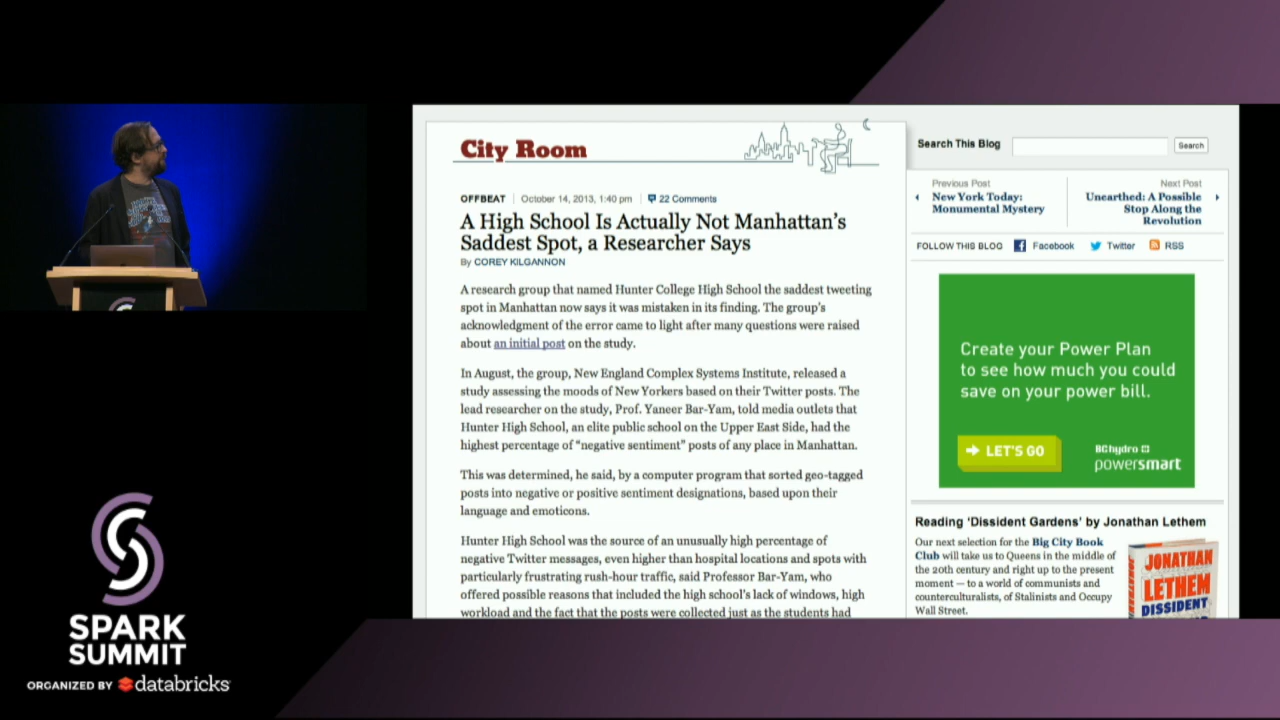 City Room
OFFBEAT
October 14, 2013, 1:40 pm
22 Comments
A High School Is Actually Not Manhattan's
Saddest Spot, a Researcher Says
By COREY KILGANNON
A research group that named Hunter College High School the saddest tweeting
spot in Manhattan now says it was mistaken in its finding. The group's
acknowledgment of the error came to light after many questions were raised
about an initial post on the study.
In August, the group, New England Complex Systems Institute, released a
study assessing the moods of New Yorkers based on their Twitter posts. The
lead researcher on the study, Prof. Yaneer Bar-Yam, told media outlets that
Hunter High School, an elite public school on the Upper East Side, had the
highest percentage of "negative sentiment" posts of any place in Manhattan.
This was determined, he said, by a computer program that sorted geo-tagged
posts into negative or positive sentiment designations, based upon their
language and emoticons.
Hunter High School was the source of an unusually high percentage of
negative Twitter messages, even higher than hospital locations and spots with
particularly frustrating rush-hour traffic, said Professor Bar-Yam, who
offered possible reasons that included the high school's lack of windows, high
workload and the fact that the posts were collected just as the students had
Search This Blog
Search
Previous Post
New York Today:
Monumental Mystery
Next Post
Unearthed: A Possible
Stop Along the
Revolution
FOLLOW THIS BLOG
Facebook
Twitter
RSS
Create your Power Plan
to see how much you could
save on your power bill.
LET'S GO
BC hydro
powersmart
Reading 'Dissident Gardens' by Jonathan Lethem
Our next selection for the Big City Book
Club will take us to Queens in the middle of
the 20th century and right up to the present
moment — to a world of communists and
counterculturalists, of Stalinists and Occupy
Wall Street.
JONATHAN
LETHEM
DISSIDENT
SPARK
SUMMIT
ORGANIZED BY databricks